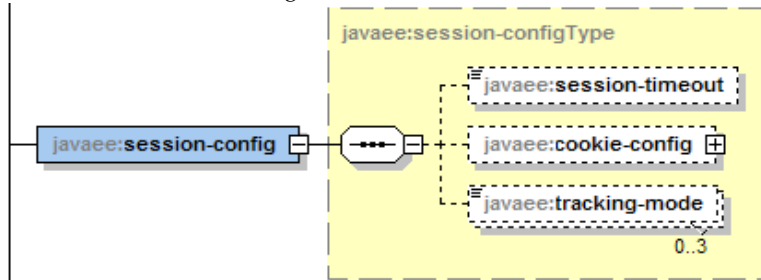 javaee:session-configType
javaee:session-timeout
javaee:session-config
javaee:cookie-config
javaee:tracking-mode
0..3